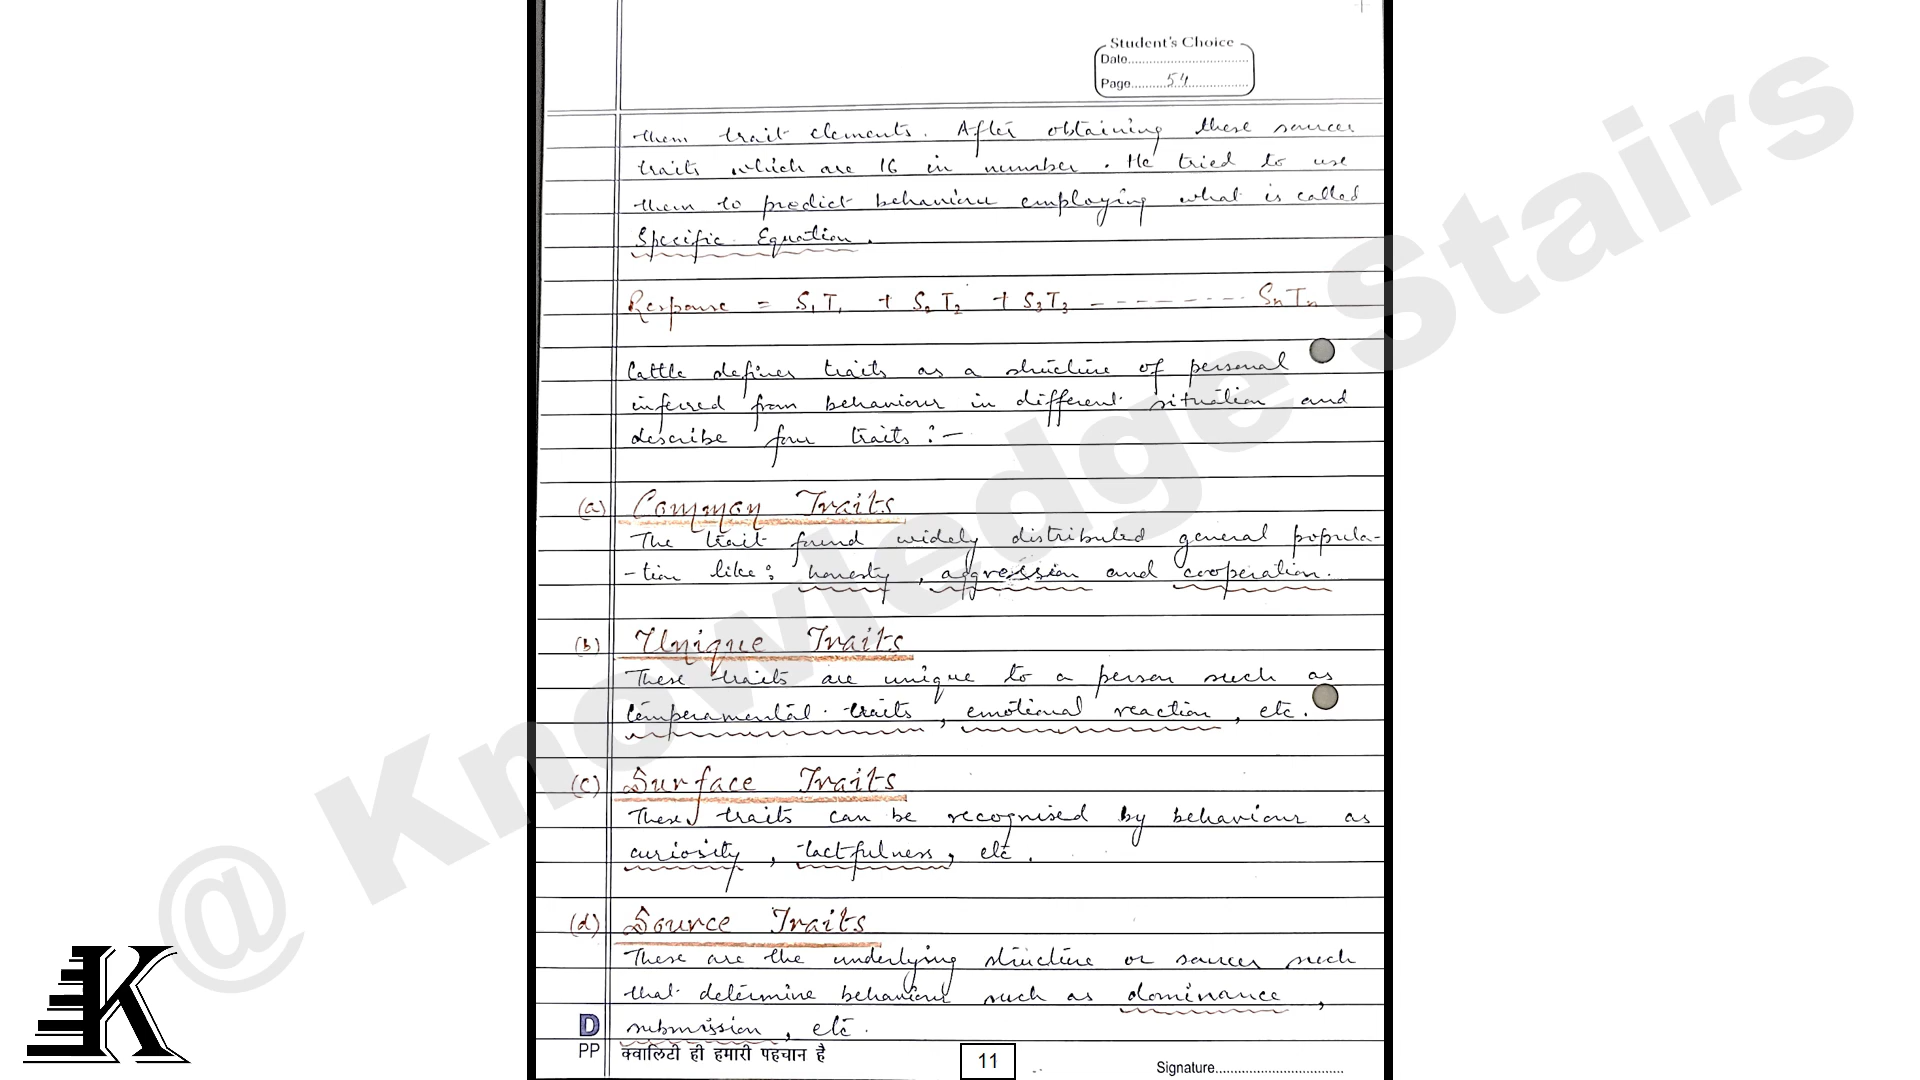 Student's Choice
Date
Page 54
them trait elements. After obtaining these sources
traits which are 16 in number. He tried to use
them to predict behaviour employing what is called
Specific Equation.
Response = S₁T₁ + S₂T₂ + S₃T₃ -------- SnTn
Cattle defines traits as a structure of personal
inferred from behaviour in different situation and
describe four traits :-
(a) Common Traits
The trait found widely distributed general popula-
-tion like: honesty, aggression and cooperation.
(b) Unique Traits
These traits are unique to a person such as
temperamental traits, emotional reaction, etc.
(c) Surface Traits
These traits can be recognised by behaviour as
curiosity, tactfulness, etc.
(d) Source Traits
These are the underlying structure or sources such
that determine behaviour such as dominance,
submission, etc.
D
PP क्वालिटी ही हमारी पहचान है
11
Signature
@ Knowledge Stairs
K